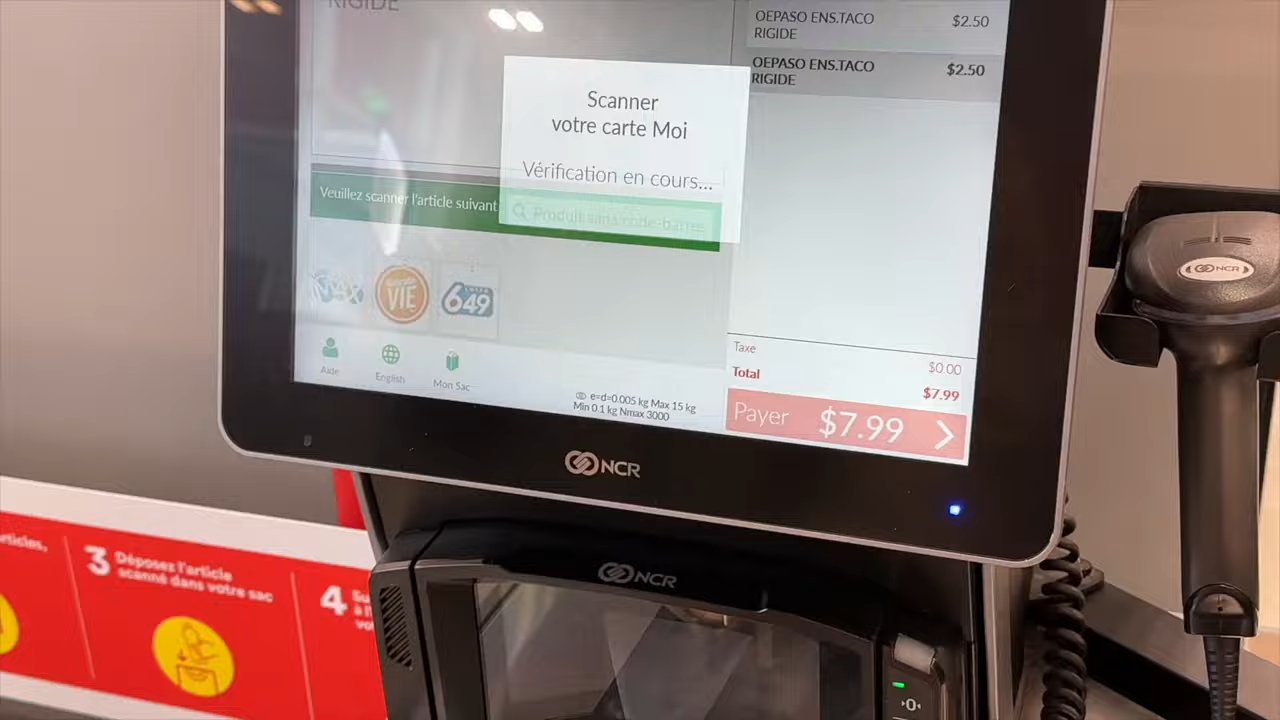 RIGIDE
OEPASO ENS.TACO $2.50
RIGIDE
OEPASO ENS.TACO $2.50
RIGIDE
Scanner
votre carte Moi
Vérification en cours...
Veuillez scanner l'article suivant
Produit sans code-barres
VIE
649
Aide
English
Mon Sac
e=d=0.005 kg Max 15 kg
Min 0.1 kg Nmax 3000
Taxe $0.00
Total $7.99
Payer $7.99
NCR
NCR
NCR
3 Déposez l'article
scanné dans votre sac
4
→0←